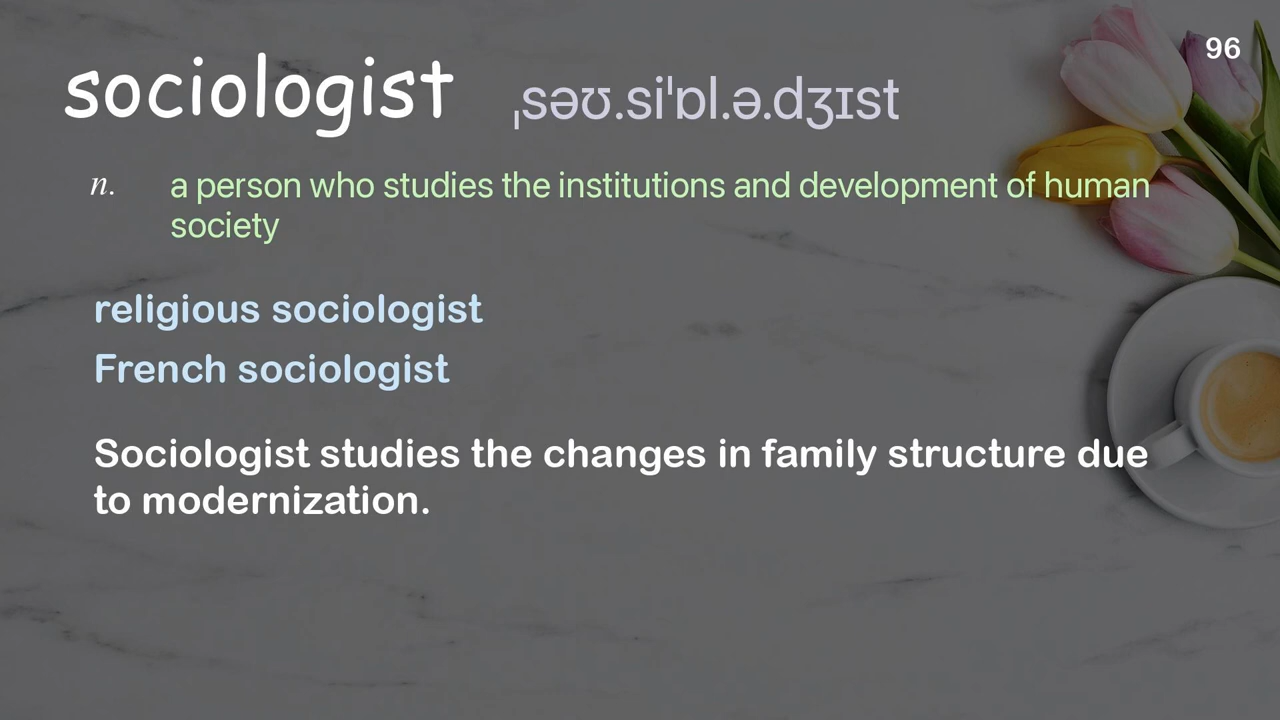 96
sociologist ˌsəʊ.siˈɒl.ə.dʒɪst
n. a person who studies the institutions and development of human
society
religious sociologist
French sociologist
Sociologist studies the changes in family structure due
to modernization.